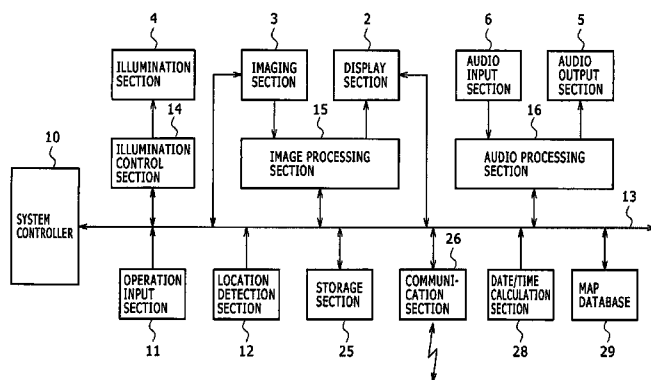 4
3
2
6
5
ILLUMINATION
SECTION
IMAGING
SECTION
DISPLAY
SECTION
AUDIO
INPUT
SECTION
AUDIO
OUTPUT
SECTION
14
15
16
10
ILLUMINATION
CONTROL
SECTION
IMAGE PROCESSING
SECTION
AUDIO PROCESSING
SECTION
SYSTEM
CONTROLLER
13
26
OPERATION
INPUT
SECTION
LOCATION
DETECTION
SECTION
STORAGE
SECTION
COMMUNI-
CATION
SECTION
DATE/TIME
CALCULATION
SECTION
MAP
DATABASE
11
12
25
28
29